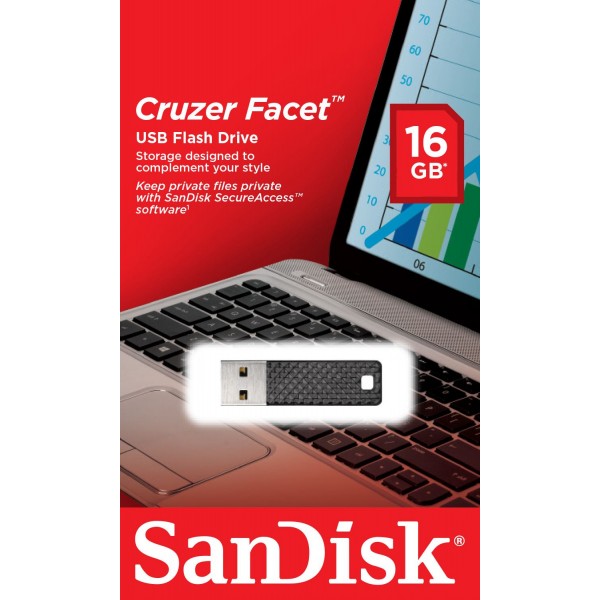 Cruzer Facet™
USB Flash Drive
Storage designed to
complement your style
Keep private files private
with SanDisk SecureAccess™
software¹
16
GB*
70
60
50
30
20
10
0
06
SanDisk®